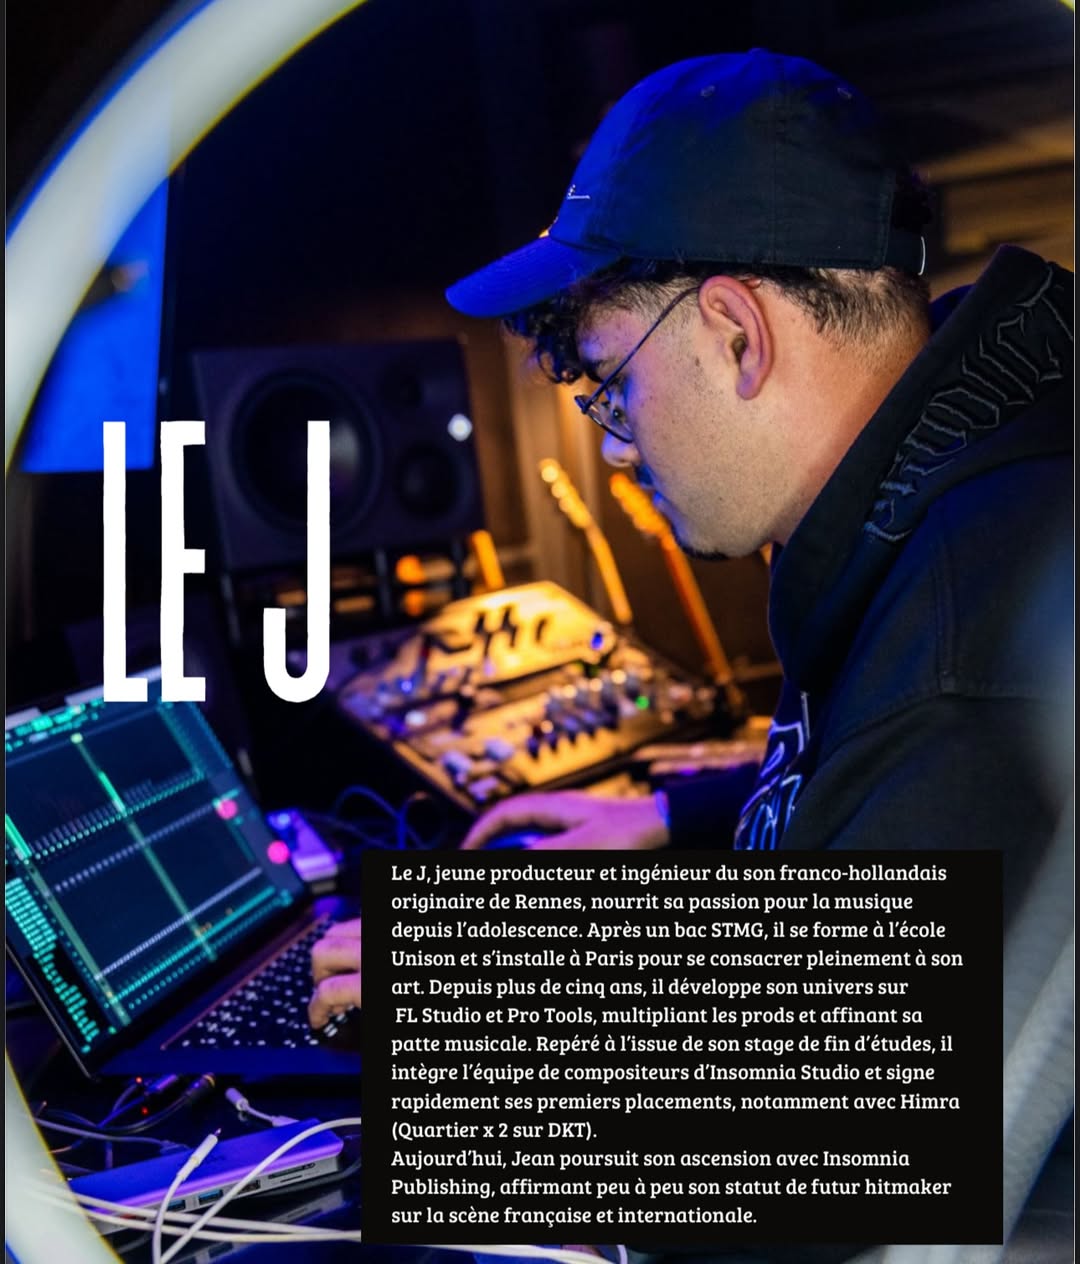 LE J
Le J, jeune producteur et ingénieur du son franco-hollandais
originaire de Rennes, nourrit sa passion pour la musique
depuis l'adolescence. Après un bac STMG, il se forme à l'école
Unison et s'installe à Paris pour se consacrer pleinement à son
art. Depuis plus de cinq ans, il développe son univers sur
FL Studio et Pro Tools, multipliant les prods et affinant sa
patte musicale. Repéré à l'issue de son stage de fin d'études, il
intègre l'équipe de compositeurs d'Insomnia Studio et signe
rapidement ses premiers placements, notamment avec Himra
(Quartier x 2 sur DKT).
Aujourd'hui, Jean poursuit son ascension avec Insomnia
Publishing, affirmant peu à peu son statut de futur hitmaker
sur la scène française et internationale.